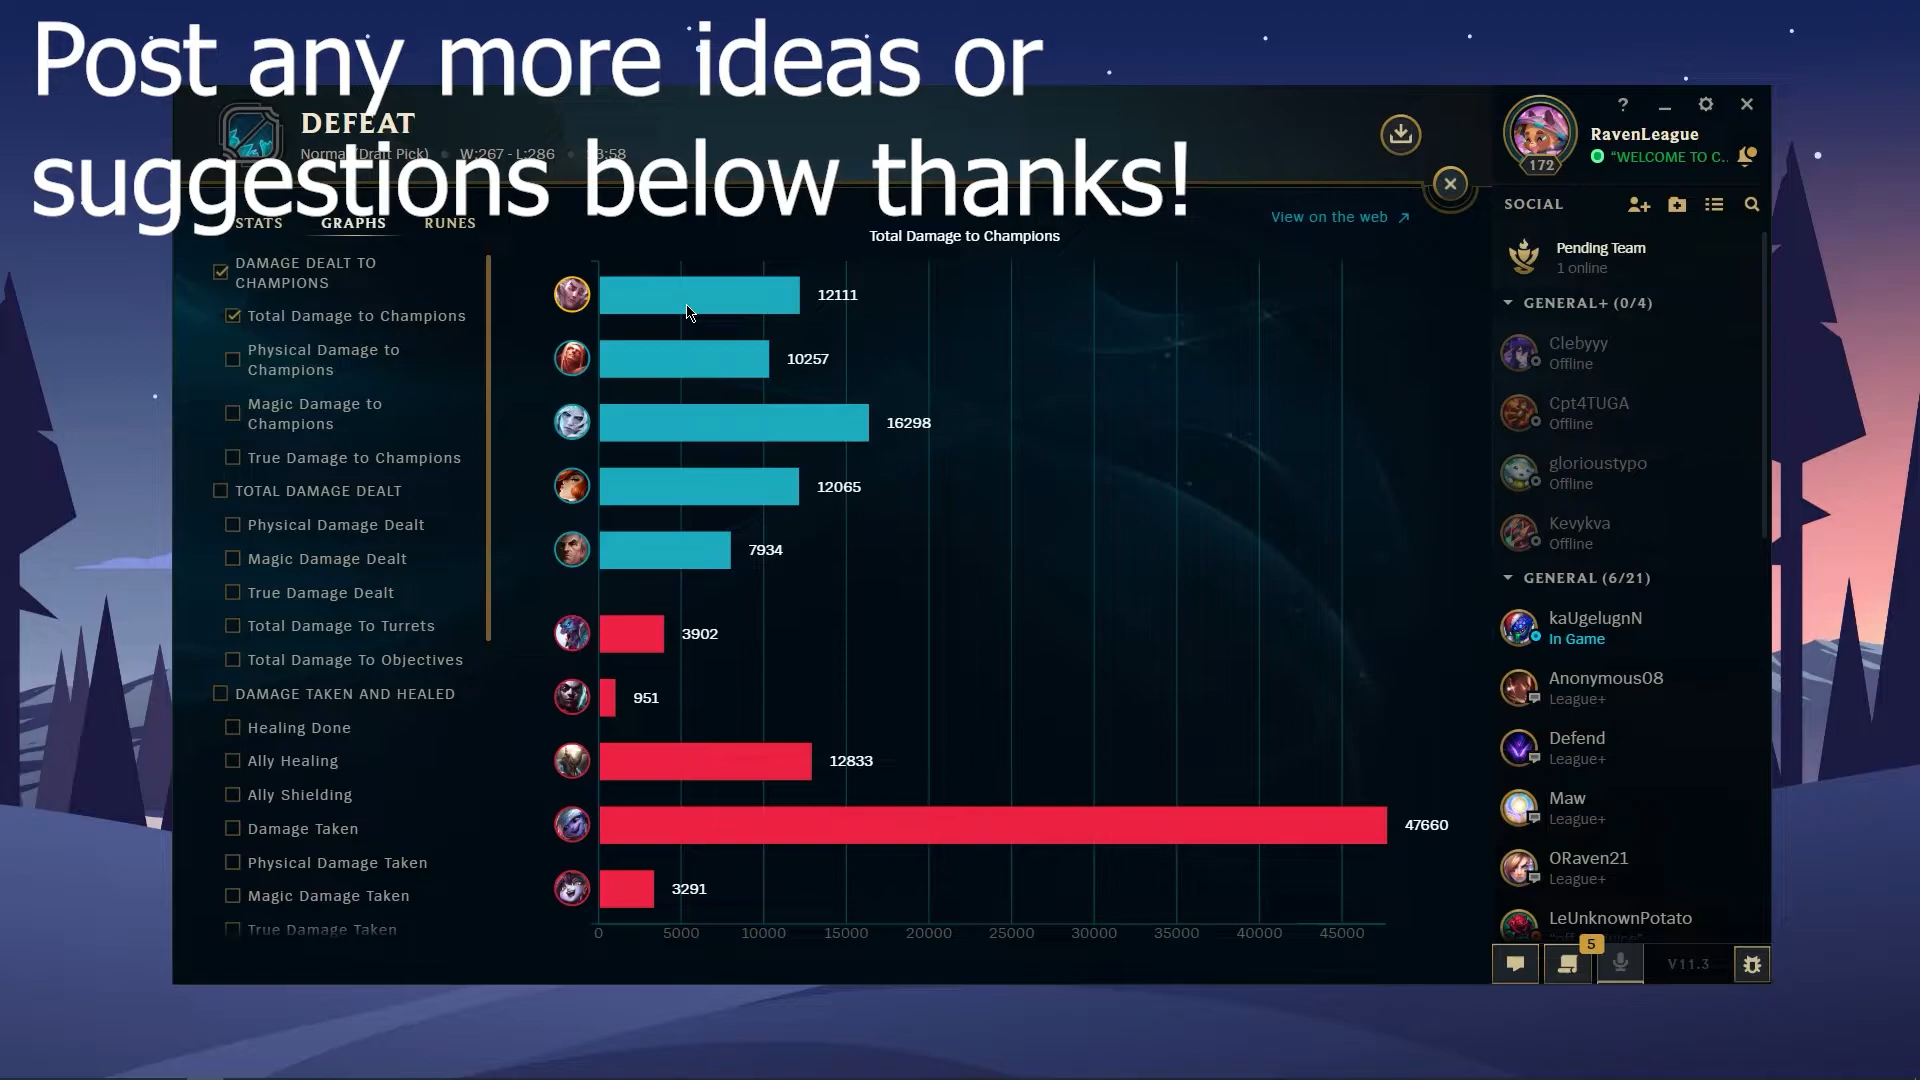 Post any more ideas or
suggestions below thanks!
DEFEAT
Normal (Draft Pick) • W:267 - L:286 •
STATS GRAPHS RUNES
View on the web
Total Damage to Champions
DAMAGE DEALT TO
CHAMPIONS
Total Damage to Champions
Physical Damage to
Champions
Magic Damage to
Champions
True Damage to Champions
TOTAL DAMAGE DEALT
Physical Damage Dealt
Magic Damage Dealt
True Damage Dealt
Total Damage To Turrets
Total Damage To Objectives
DAMAGE TAKEN AND HEALED
Healing Done
Ally Healing
Ally Shielding
Damage Taken
Physical Damage Taken
Magic Damage Taken
True Damage Taken
12111
10257
16298
12065
7934
3902
951
12833
47660
3291
0 5000 10000 15000 20000 25000 30000 35000 40000 45000
?
172
RavenLeague
"WELCOME TO C..
SOCIAL
Pending Team
1 online
GENERAL+ (0/4)
Clebyyy
Offline
Cpt4TUGA
Offline
glorioustypo
Offline
Kevykva
Offline
GENERAL (6/21)
kaUgelugnN
In Game
Anonymous08
League+
Defend
League+
Maw
League+
ORaven21
League+
LeUnknownPotato
5
V11.3